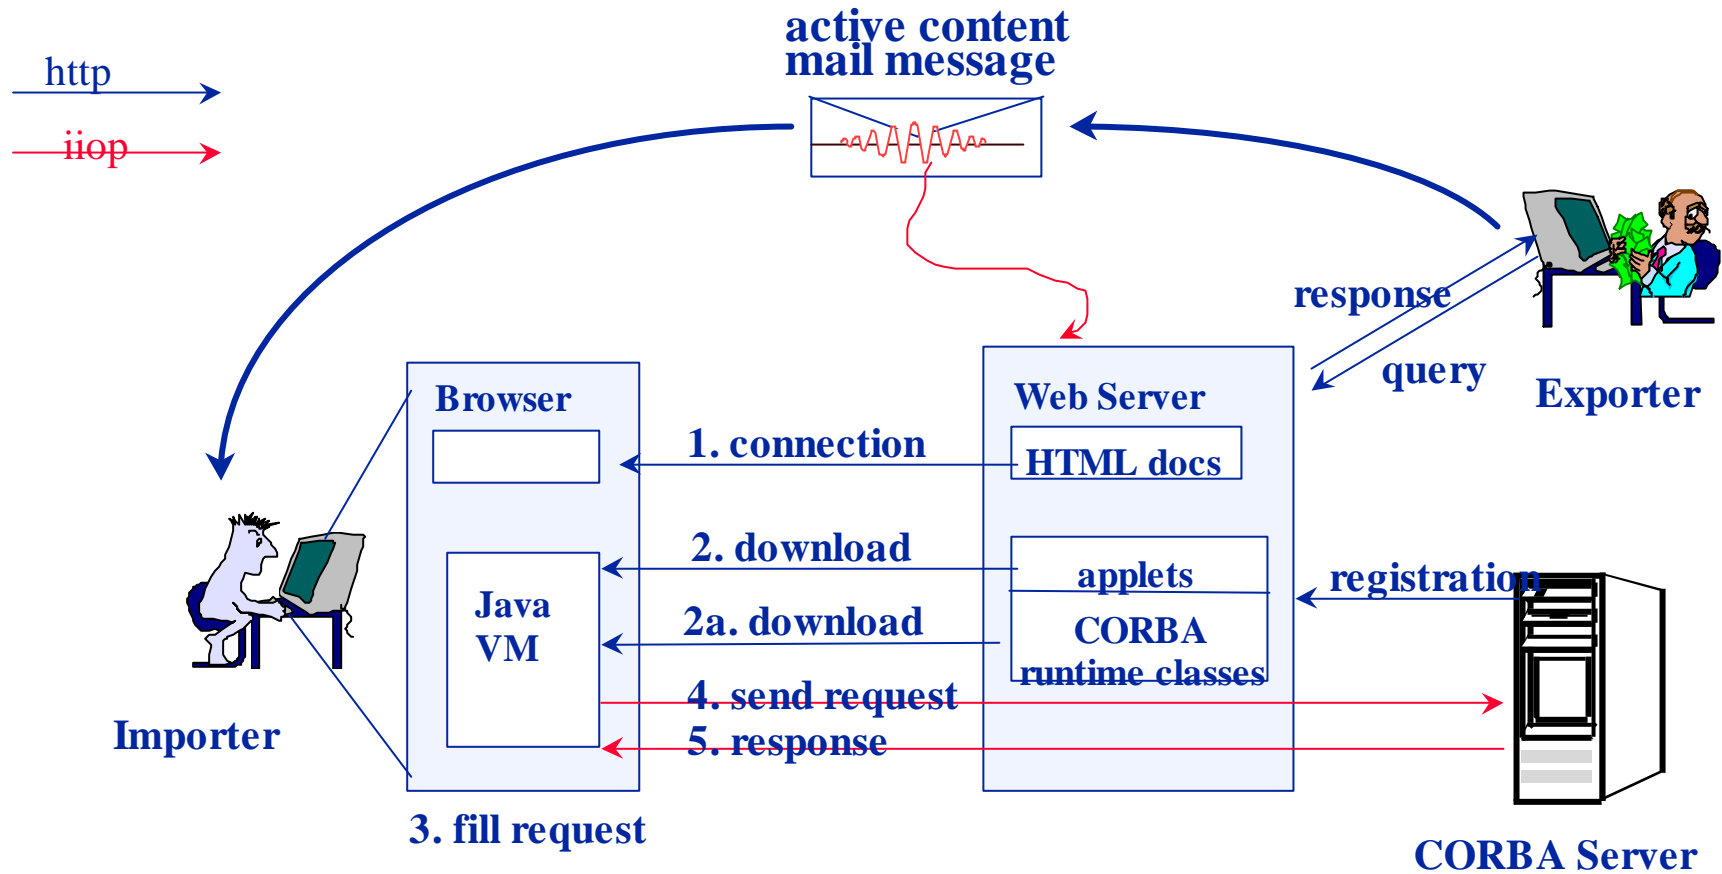 active content
mail message
http
iiop
response
query
Exporter
Browser
Web Server
1. connection
HTML docs
2. download
applets
registration
Java
VM
2a. download
CORBA
runtime classes
4. send request
5. response
Importer
3. fill request
CORBA Server